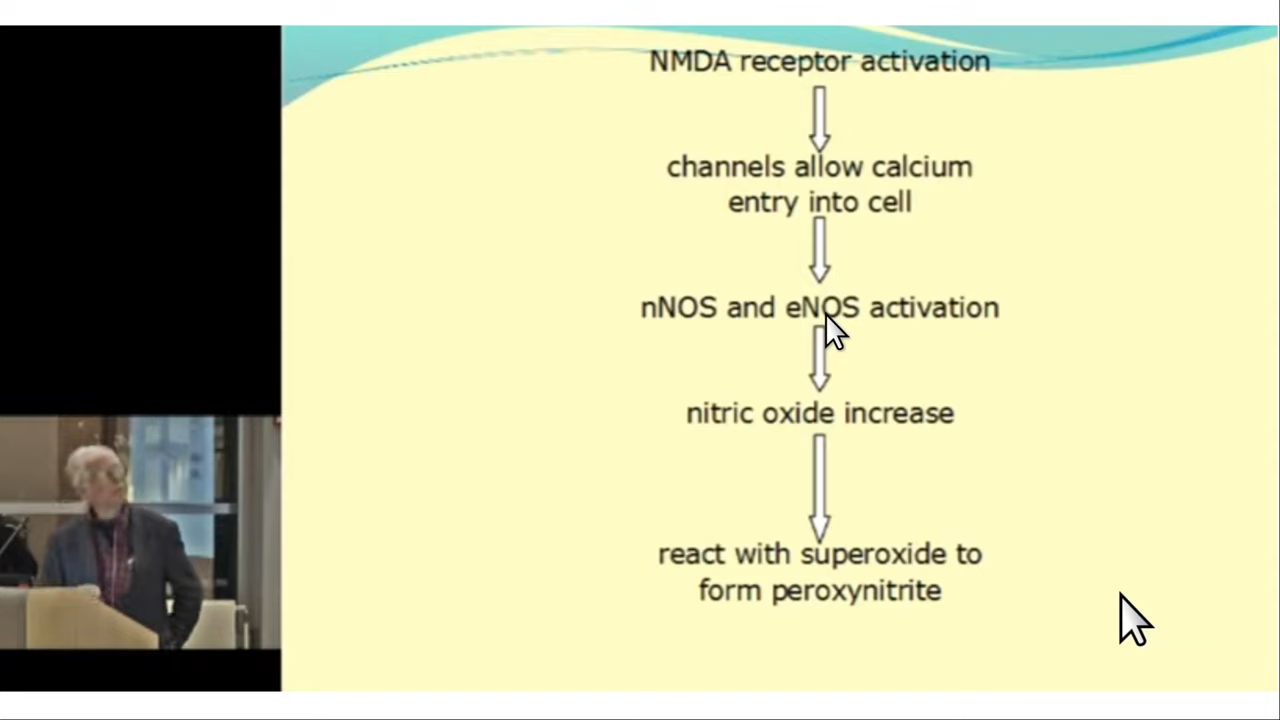 NMDA receptor activation
channels allow calcium
entry into cell
nNOS and eNOS activation
nitric oxide increase
react with superoxide to
form peroxynitrite